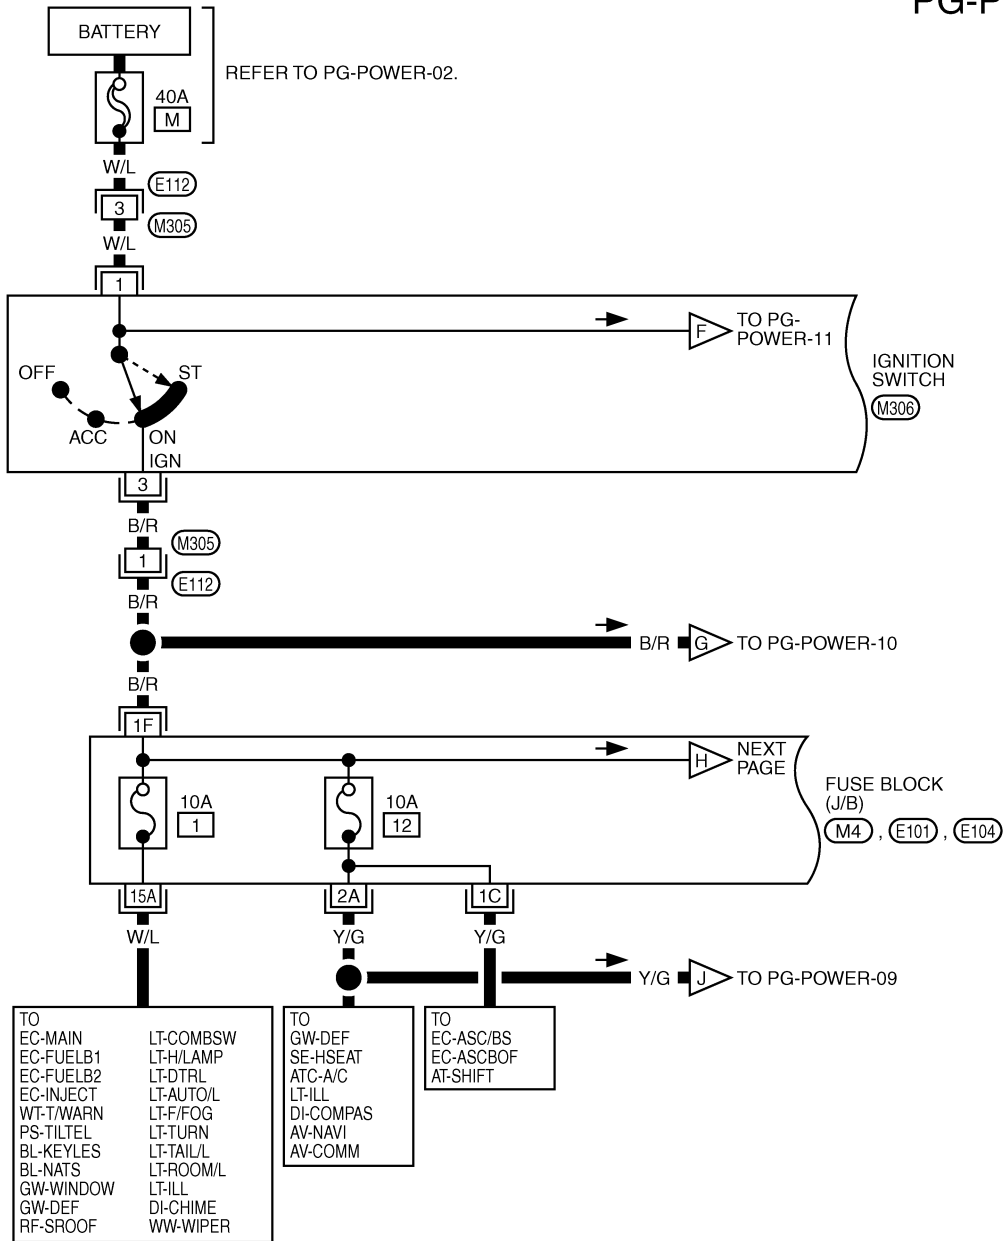 PG-P
BATTERY
REFER TO PG-POWER-02.
40A
M
W/L
E112
3
M305
W/L
1
F
TO PG-
POWER-11
OFF
ST
ACC
ON
IGN
IGNITION
SWITCH
M306
3
B/R
M305
1
E112
B/R
B/R
G
TO PG-POWER-10
B/R
1F
H
NEXT
PAGE
10A
1
10A
12
FUSE BLOCK
(J/B)
M4 , E101 , E104
15A
2A
1C
W/L
Y/G
Y/G
Y/G
J
TO PG-POWER-09
TO
EC-MAIN
EC-FUELB1
EC-FUELB2
EC-INJECT
WT-T/WARN
PS-TILTEL
BL-KEYLES
BL-NATS
GW-WINDOW
GW-DEF
RF-SROOF
LT-COMBSW
LT-H/LAMP
LT-DTRL
LT-AUTO/L
LT-F/FOG
LT-TURN
LT-TAIL/L
LT-ROOM/L
LT-ILL
DI-CHIME
WW-WIPER
TO
GW-DEF
SE-HSEAT
ATC-A/C
LT-ILL
DI-COMPAS
AV-NAVI
AV-COMM
TO
EC-ASC/BS
EC-ASCBOF
AT-SHIFT